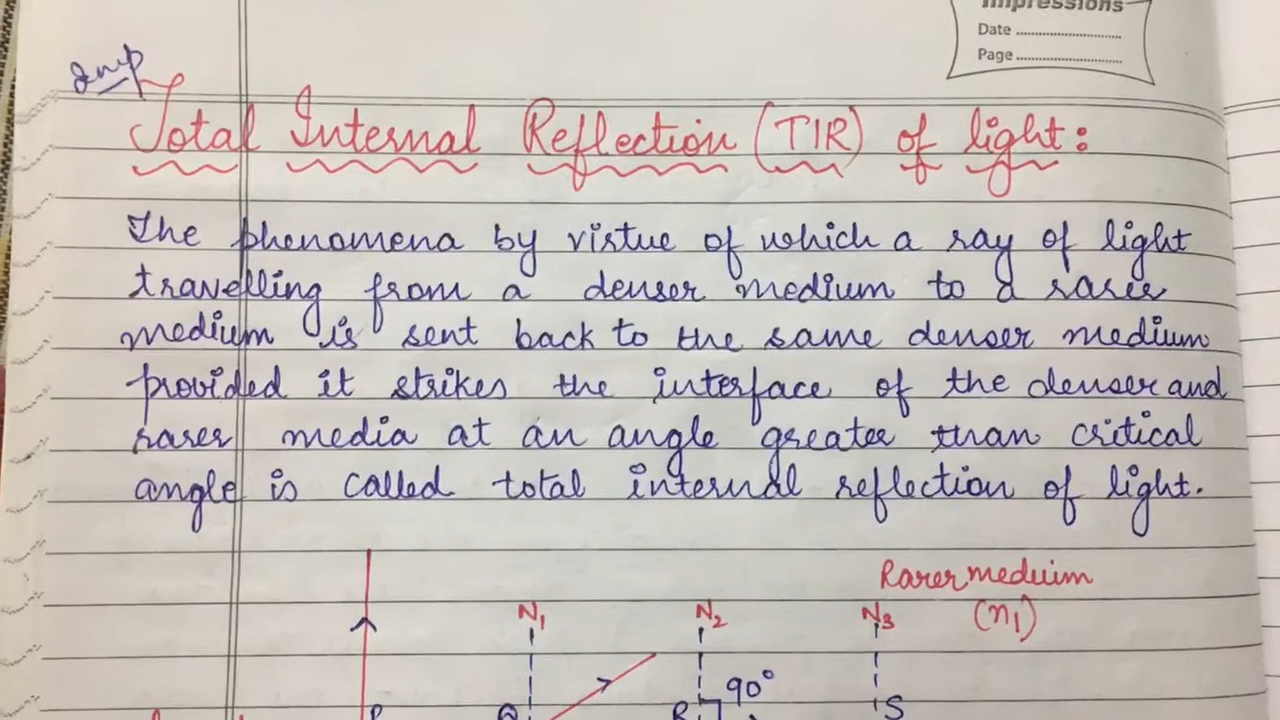 Impressions
Date
Page
Imp
Total Internal Reflection (TIR) of light:
The phenomena by virtue of which a ray of light
travelling from a denser medium to a rarer
medium is sent back to the same denser medium
provided it strikes the interface of the denser and
rarer media at an angle greater than critical
angle is called total internal reflection of light.
Rarer medium
N1 N2 N3 (n1)
90°
P Q R S